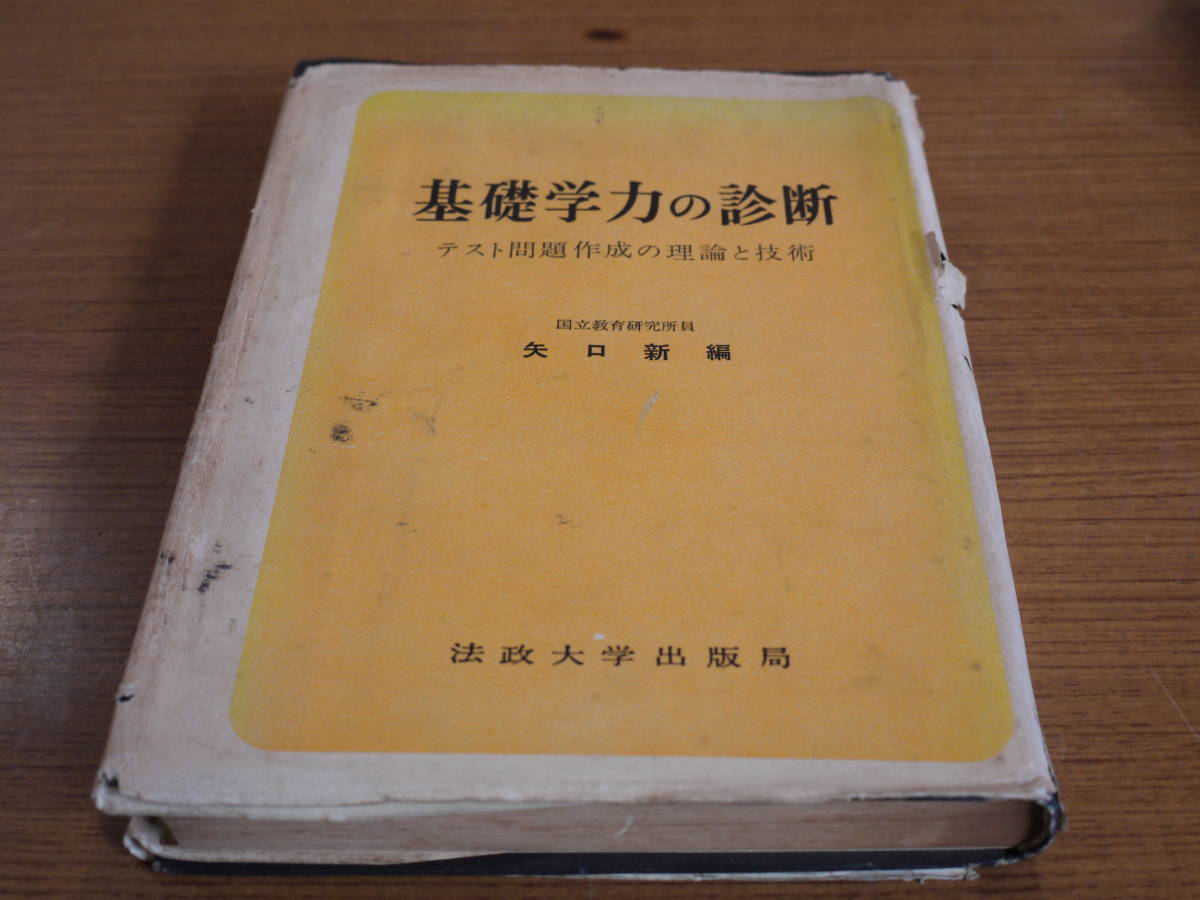 基礎学力の診断
テスト問題作成の理論と技術
国立教育研究所員
矢口新編
法政大学出版局